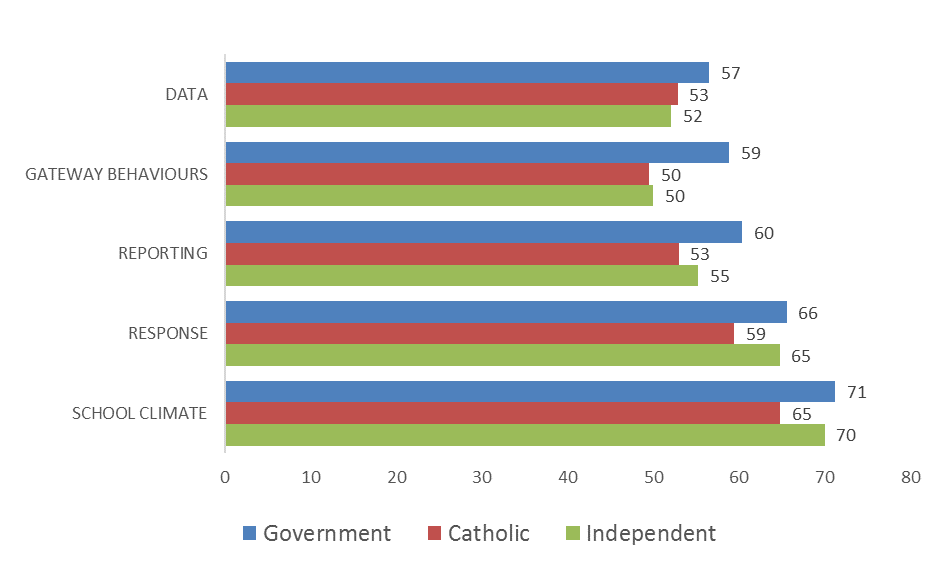 DATA
57
53
52
GATEWAY BEHAVIOURS
59
50
50
REPORTING
60
53
55
RESPONSE
66
59
65
SCHOOL CLIMATE
71
65
70
0 10 20 30 40 50 60 70 80
Government Catholic Independent